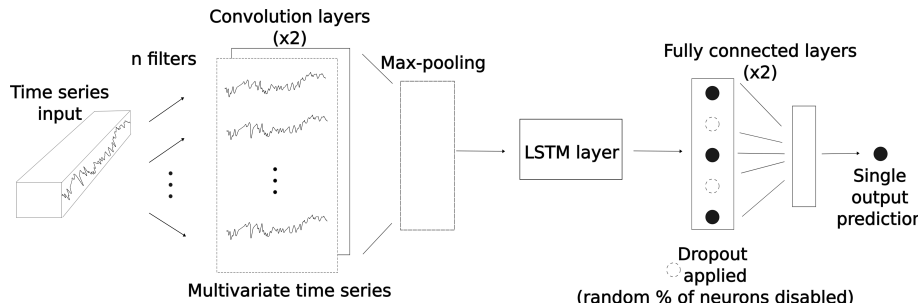 Convolution layers
(x2)
n filters
Time series
input
Max-pooling
LSTM layer
Fully connected layers
(x2)
Single
output
prediction
Multivariate time series
Dropout
applied
(random % of neurons disabled)